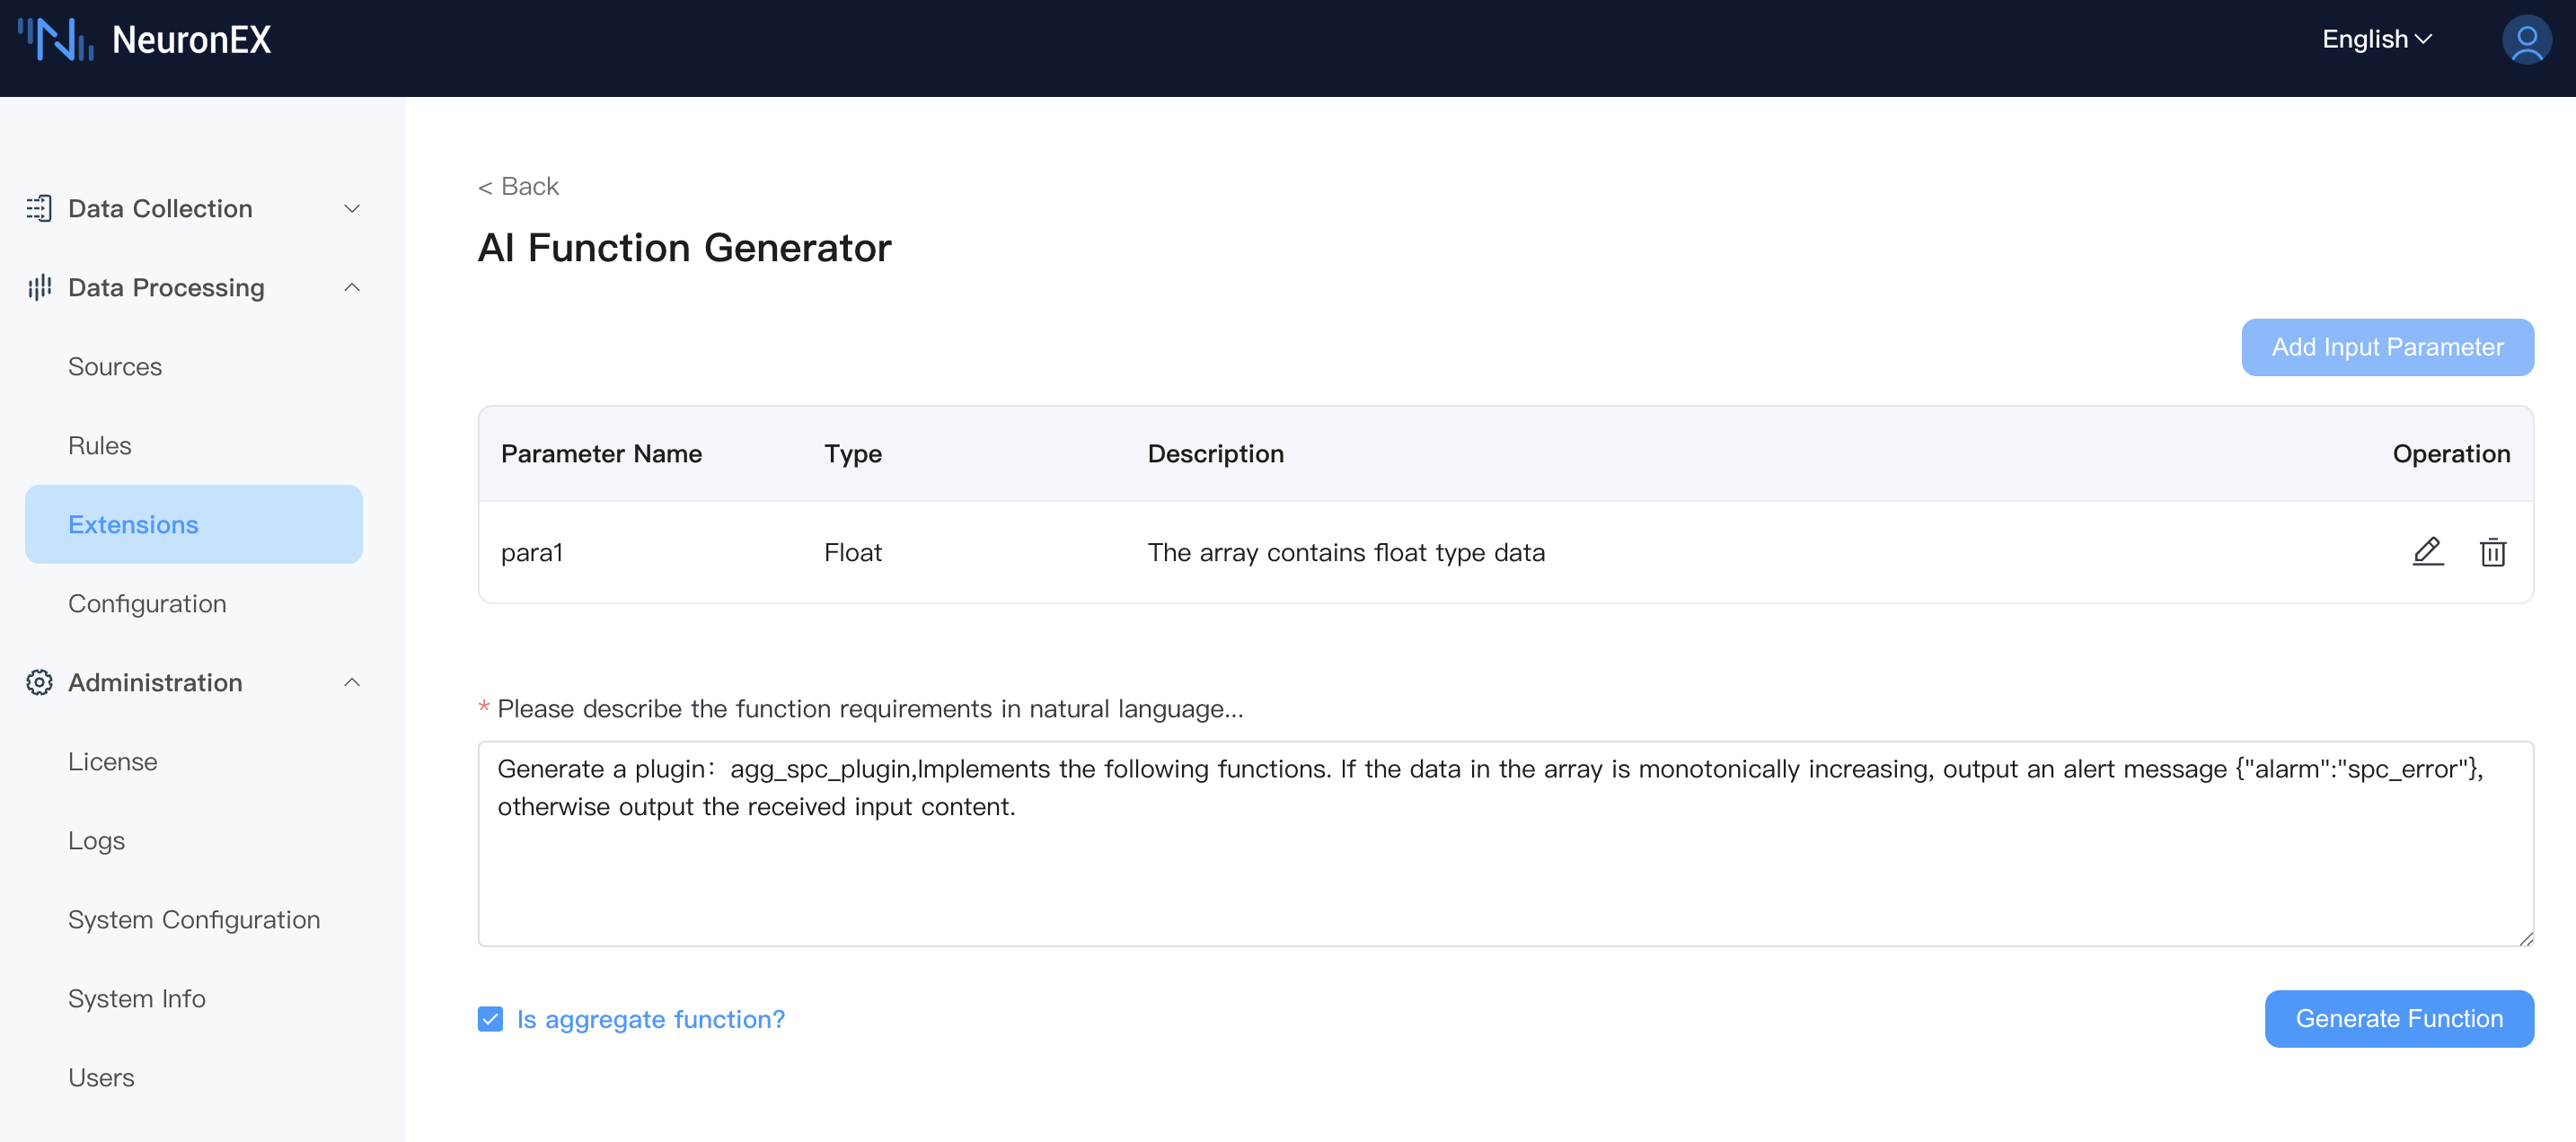 NeuronEX
English
Data Collection
Data Processing
Sources
Rules
Extensions
Configuration
Administration
License
Logs
System Configuration
System Info
Users
< Back
AI Function Generator
Add Input Parameter
Parameter Name Type Description Operation
para1 Float The array contains float type data
* Please describe the function requirements in natural language...
Generate a plugin：agg_spc_plugin,Implements the following functions. If the data in the array is monotonically increasing, output an alert message {"alarm":"spc_error"},
otherwise output the received input content.
Is aggregate function?
Generate Function